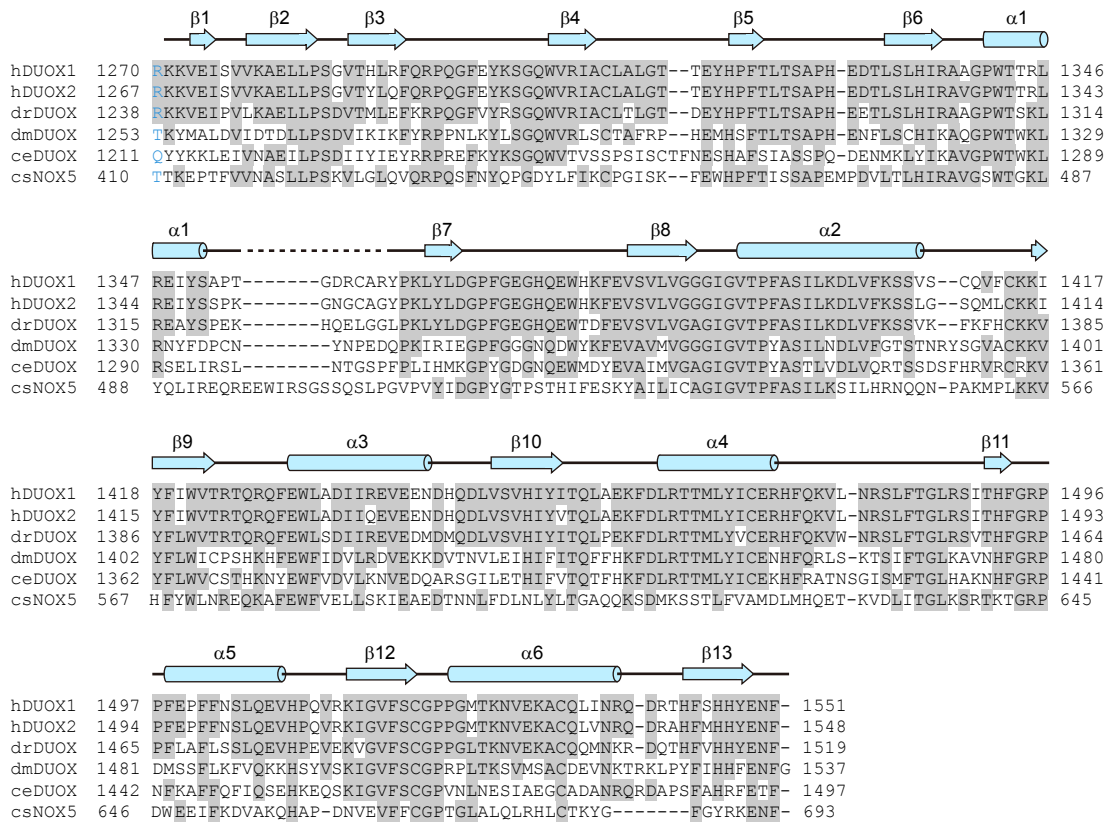 β1 β2 β3 β4 β5 β6 α1
hDUOX1 1270 RKKVEISVVKAELLPSGVTHLRFQRPQGFEYKSGQWVRIACLALGT--TEYHPFTLTSAPH-EDTLSLHIRAAGPWTTRL 1346
hDUOX2 1267 RKKVEISVVKAELLPSGVTYLQFQRPQGFEYKSGQWVRIACLALGT--TEYHPFTLTSAPH-EDTLSLHIRAAGPWTTRL 1343
drDUOX 1238 RKKVEIPVLKAELLPSDVTMLEFKRPQGFVYRSGQWVRIACLTLGT--DEYHPFTLTSAPH-EETLSLHIRAAGPWTSKL 1314
dmDUOX 1253 TKYMALDVIDTDLLPSDVIKIKFYRPPNLKYLSGQWVRLSCTAFRP--HEMHSFTLTSAPH-ENFLSCHIKAQGPWTWKL 1329
ceDUOX 1211 QYYKKLEIVNAEILPSDIIYIEYRRPREFKYKSGQWVTVSSPSISCTFNESHAFSIASSPQ-DENMKLYIKAVGPWTWKL 1289
csNOX5 410 TTKEPTFVVNASLLPSKVLGLQVQRPQSFNYQPGDYLFIKCPGISK--FEWHPFTISSAPEMPDVLTLHIRAVGSWTGKL 487
α1 β7 β8 α2
hDUOX1 1347 REIYSAPT-------GDRCARYPKLYLDGPFGEGHQEWHKFEVSVLVGGGIGVTPFASILKDLVFKSSVS--CQVFCKKI 1417
hDUOX2 1344 REIYSSPK-------GNGCAGYPKLYLDGPFGEGHQEWHKFEVSVLVGGGIGVTPFASILKDLVFKSSLG--SQMLCKKI 1414
drDUOX 1315 REAYSPEK-------HQELGGLPKLYLDGPFGEGHQEWTDFEVSVLVGAGIGVTPFASILKDLVFKSSVK--FKFHCKKV 1385
dmDUOX 1330 RNYFDPCN-------YNPEDQPKIRIEGPFGGGNQDWYKFEVAVMVGGGIGVTPYASILNDLVFGTSTNRYSGVACKKV 1401
ceDUOX 1290 RSELIRSL-------NTGSPFPLIHMKGPYGDGNQEWMDYEVAIMVGAGIGVTPYASTLVDLVQRTSSDSFHRVRCRKV 1361
csNOX5 488 YQLIREQREEWIRSGSSQSLPGVPVYIDGPYGTPSTHIFESKYAILICAGIGVTPFASILKSILHRNQQN-PAKMPLKKV 566
β9 α3 β10 α4 β11
hDUOX1 1418 YFIWVTRTQRQFEWLADIIREVEENDHQDLVSVHIYITQLAEKFDLRTTMLYICERHFQKVL-NRSLFTGLRSITHFGRP 1496
hDUOX2 1415 YFIWVTRTQRQFEWLADIIQEVEENDHQDLVSVHIYVTQLAEKFDLRTTMLYICERHFQKVL-NRSLFTGLRSITHFGRP 1493
drDUOX 1386 YFLWVTRTQRQFEWLSDIIREVEDMDMQDLVSVHIYITQLAEKFDLRTTMLYVCERHFQKVW-NRSLFTGLRSVTHFGRP 1464
dmDUOX 1402 YFLWICPSHKHFEWFIDVLRDVEKKDVTNVLEIHIFITQFFHKFDLRTTMLYICENHFQRLS-KTSIFTGLKAVNHFGRP 1480
ceDUOX 1362 YFLWVCSTHKNYEWFVDVLKNVEDQARSGILETHIFVTQTFHKFDLRTTMLYICEKHFRATNSGISMFTGLHAKNHFGRP 1441
csNOX5 567 HFYWLNREQKAFEWFVELLSKIEAEDTNNLFDLNLYLTGAQQKSDMKSSTLFVAMDLMHQET-KVDLITGLKSRTKTGRP 645
α5 β12 α6 β13
hDUOX1 1497 PFEPFFNSLQEVHPQVRKIGVFSCGPPGMTKNVEKACQLINRQ-DRTHFSHHYENF- 1551
hDUOX2 1494 PFEPFFNSLQEVHPQVRKIGVFSCGPPGMTKNVEKACQLVNRQ-DRAHFMHHYENF- 1548
drDUOX 1465 PFLAFLSSLQEVHPEVEKVGVFSCGPPGLTKNVEKACQQMNKR-DQTHFVHHYENF- 1519
dmDUOX 1481 DMSSFLKFVQKKHSYVSKIGVFSCGPRPLTKSVMSACDEVNKTRKLPYFIHHFENFG 1537
ceDUOX 1442 NFKAFFQFIQSEHKEQSKIGVFSCGPVNLNESIAEGCADANRQRDAPSFAHRFETF- 1497
csNOX5 646 DWEEIFKDVAKQHAP-DNVEVFFCGPTGLALQLRHLCTKYG-------FGYRKENF- 693